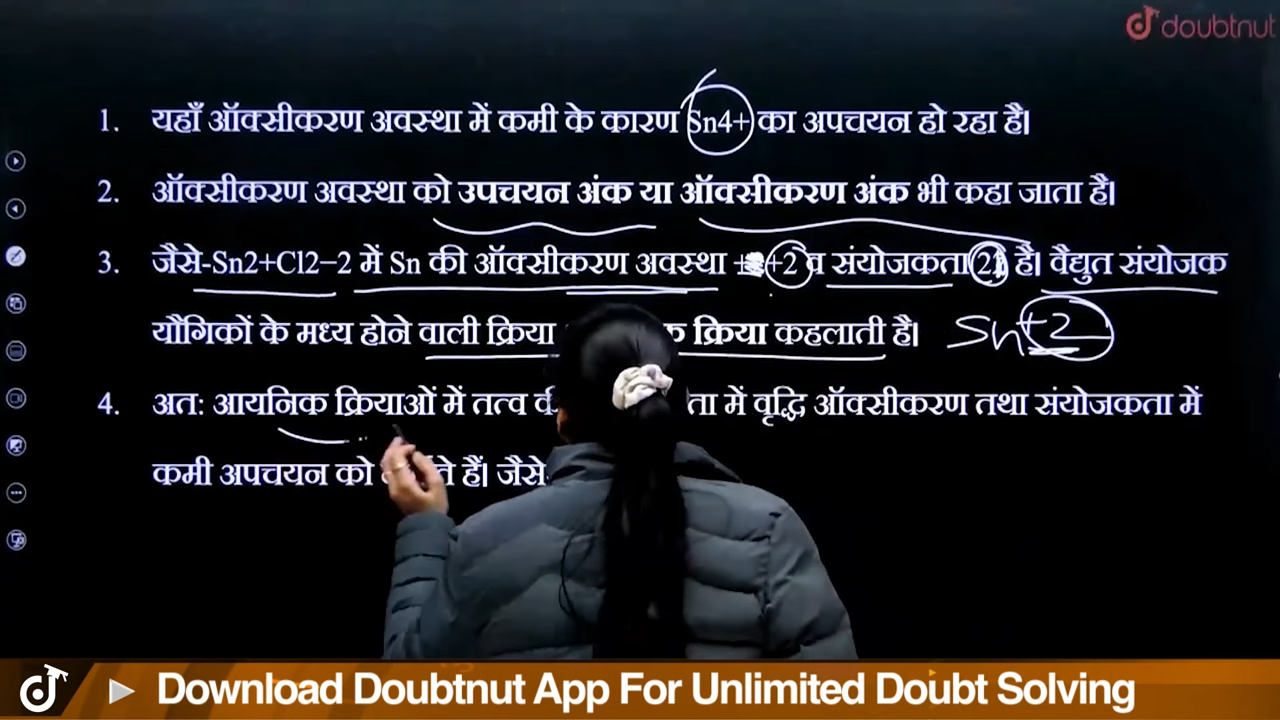 doubtnut
1. यहाँ ऑक्सीकरण अवस्था में कमी के कारण Sn4+ का अपचयन हो रहा है।
2. ऑक्सीकरण अवस्था को उपचयन अंक या ऑक्सीकरण अंक भी कहा जाता है।
3. जैसे-Sn2+Cl2−2 में Sn की ऑक्सीकरण अवस्था +2 व संयोजकता 2 है। वैद्युत संयोजक
यौगिकों के मध्य होने वाली क्रिया क्रिया कहलाती है। Sn+2
4. अत: आयनिक क्रियाओं में तत्व में वृद्धि ऑक्सीकरण तथा संयोजकता में
कमी अपचयन को हैं। जैसे
Download Doubtnut App For Unlimited Doubt Solving